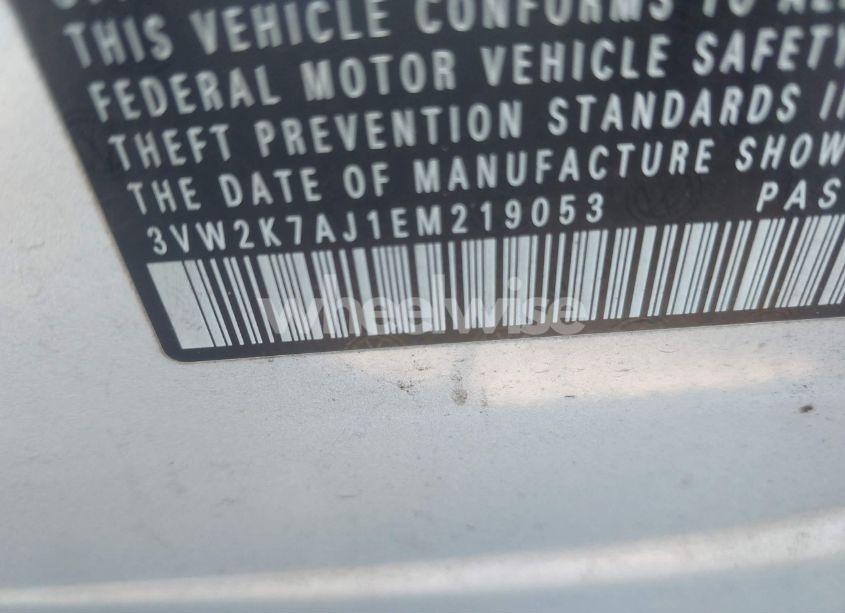 THIS VEHICLE CONFORMS TO
FEDERAL MOTOR VEHICLE SAFETY
THEFT PREVENTION STANDARDS
THE DATE OF MANUFACTURE SHOW
3VW2K7AJ1EM219053 PAS
wheelwise